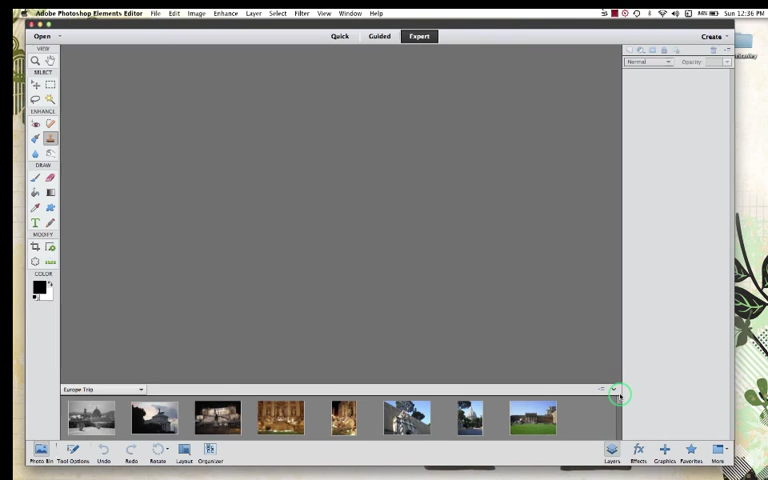 Adobe Photoshop Elements Editor File Edit Image Enhance Layer Select Filter View Window Help
84% Sun 12:36 PM
Open
Quick Guided Expert
Create
VIEW
SELECT
ENHANCE
DRAW
MODIFY
COLOR
Normal
Opacity:
Europe Trip
Photo Bin Tool Options Undo Redo Rotate Layout Organizer
Layers Effects Graphics Favorites More